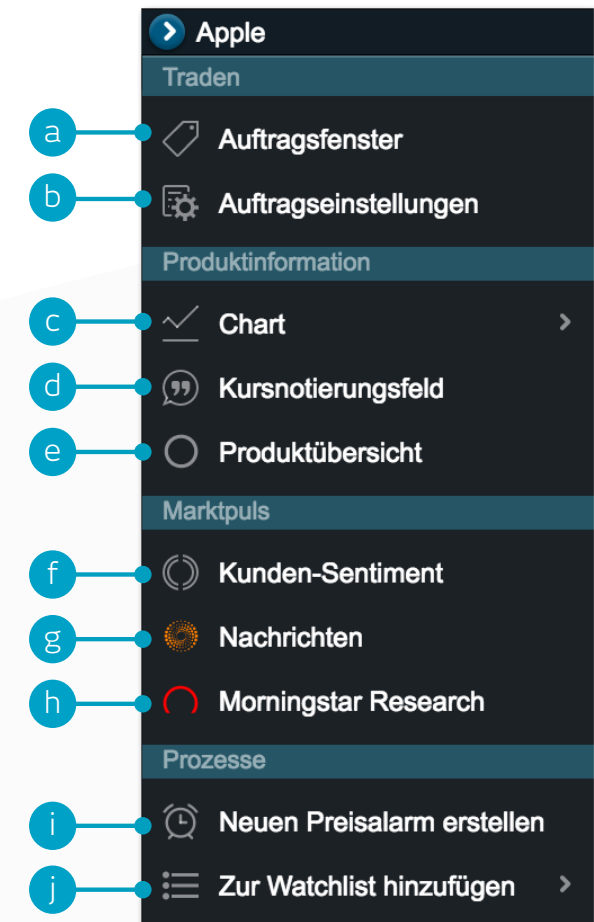 Apple
Traden
a Auftragsfenster
b Auftragseinstellungen
Produktinformation
c Chart
d Kursnotierungsfeld
e Produktübersicht
Marktpuls
f Kunden-Sentiment
g Nachrichten
h Morningstar Research
Prozesse
i Neuen Preisalarm erstellen
j Zur Watchlist hinzufügen